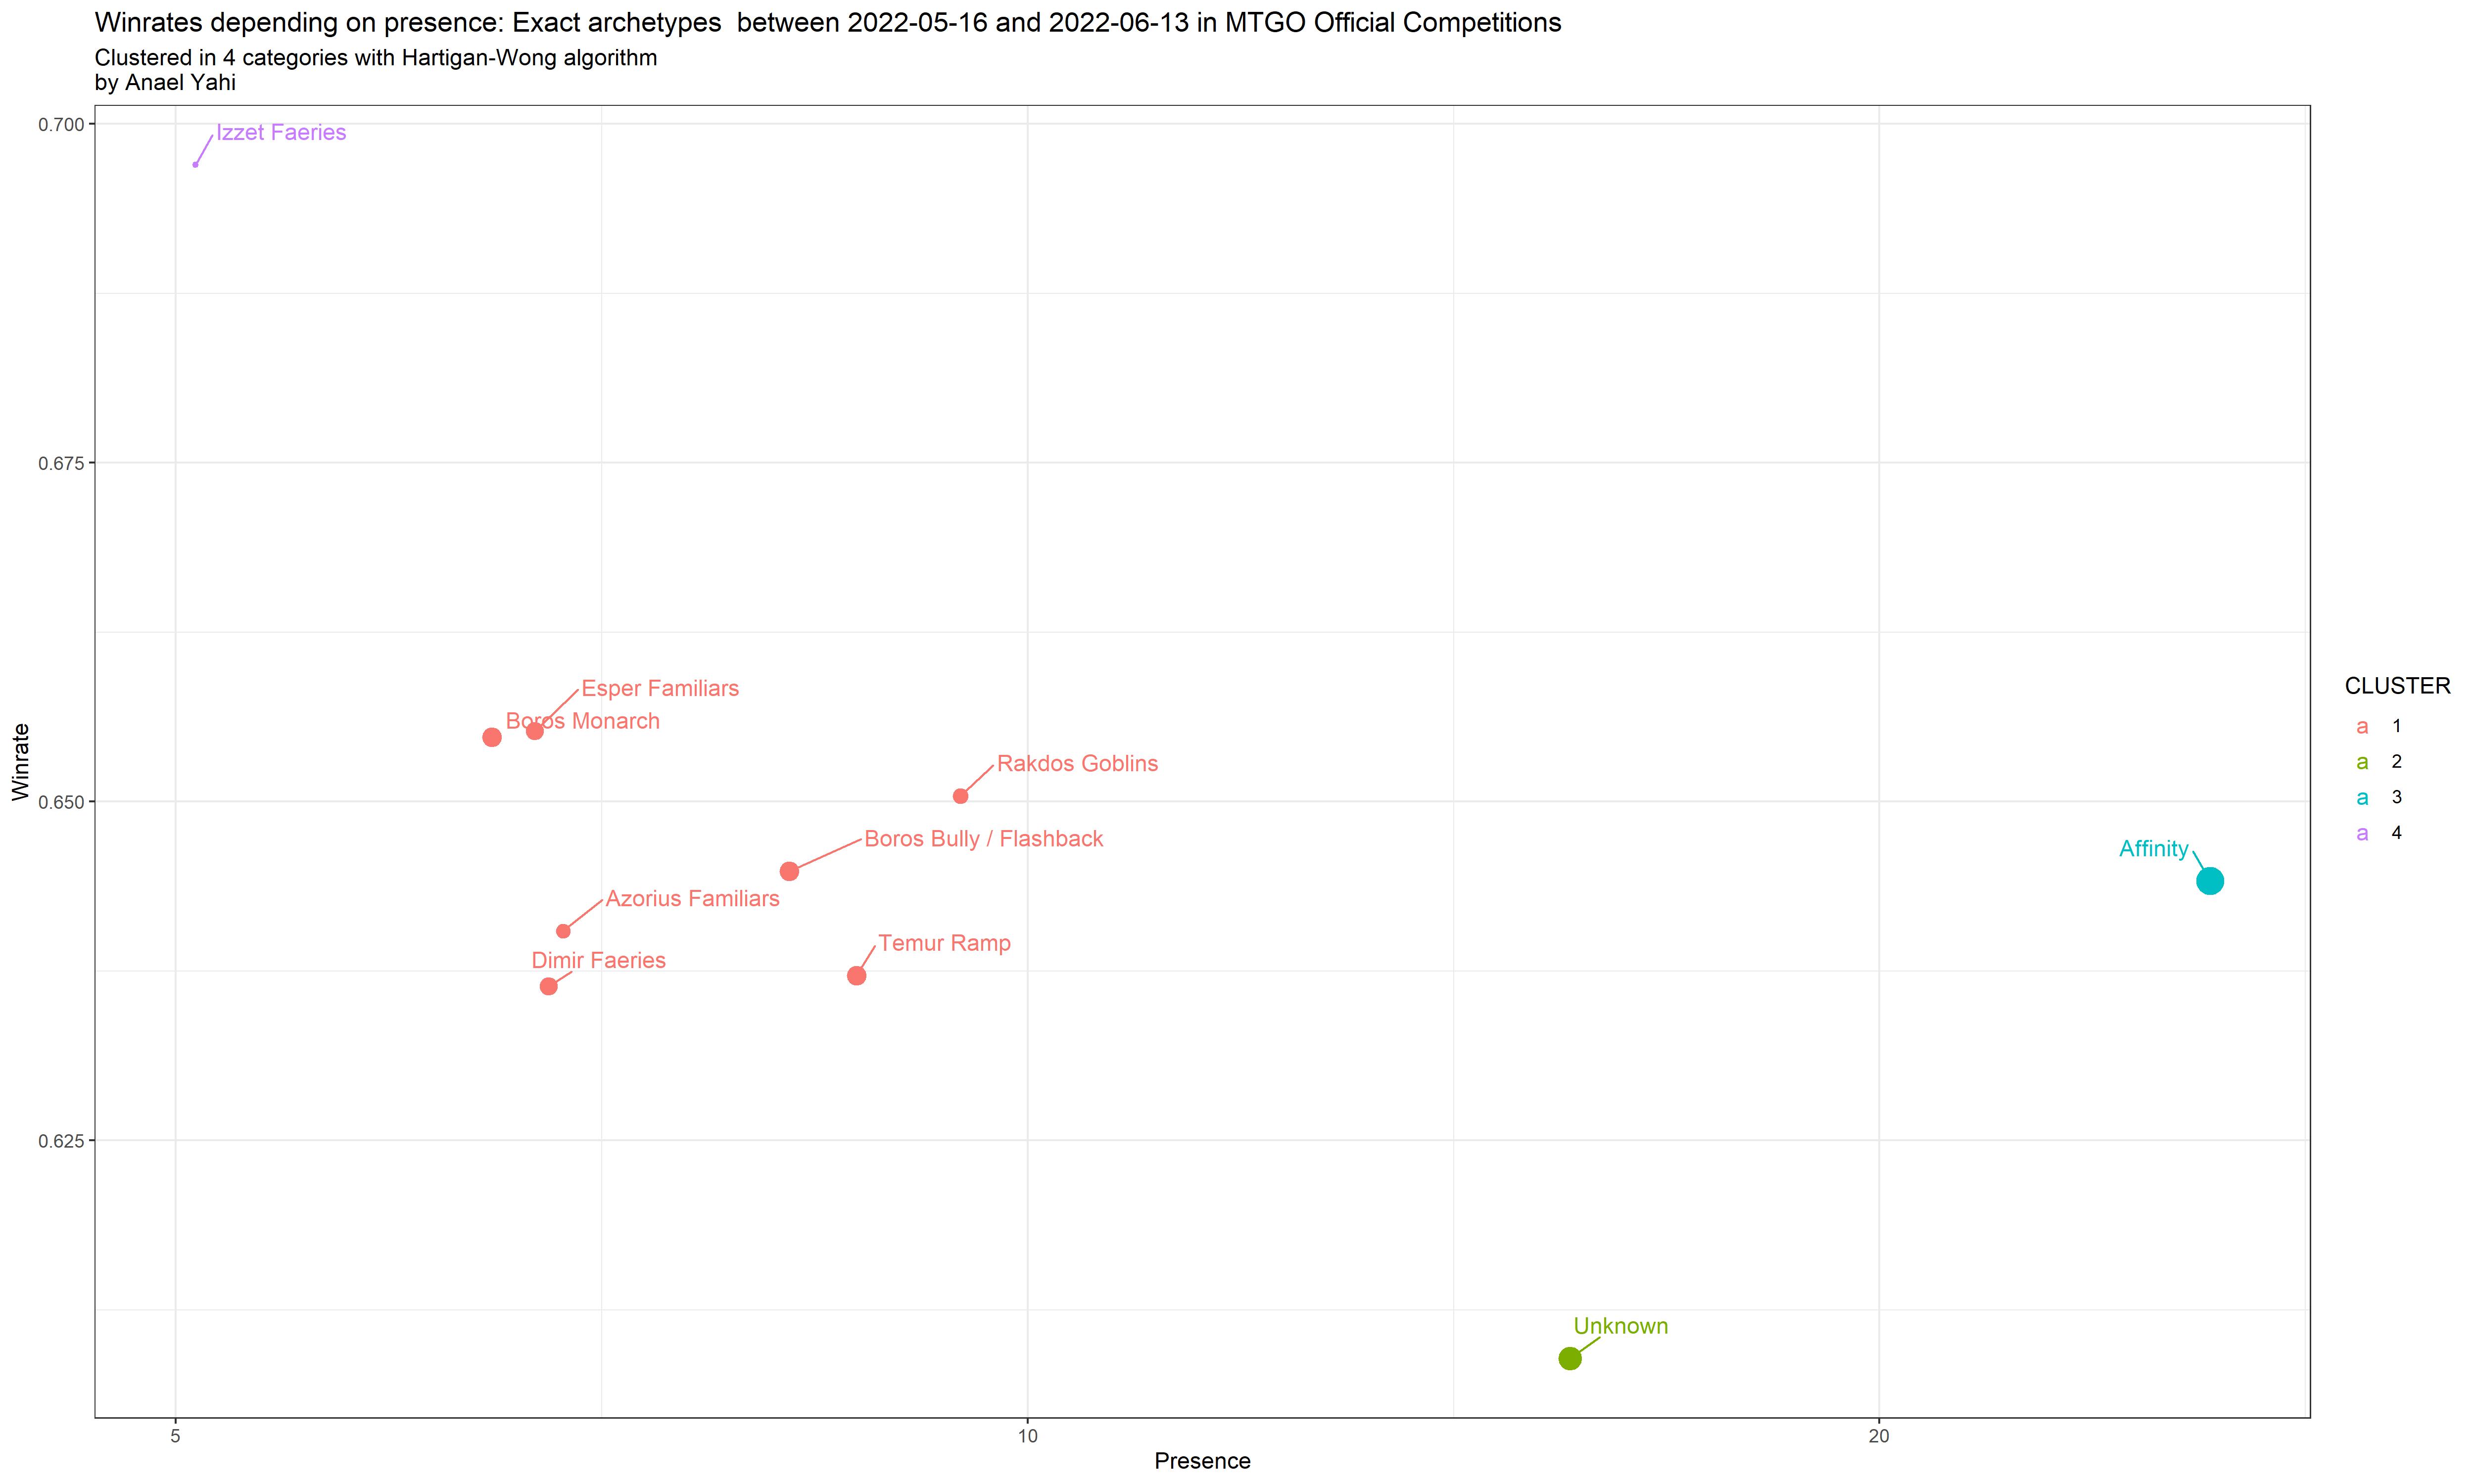 Winrates depending on presence: Exact archetypes  between 2022-05-16 and 2022-06-13 in MTGO Official Competitions
Clustered in 4 categories with Hartigan-Wong algorithm
by Anael Yahi
0.700
Izzet Faeries
0.675
Esper Familiars
Boros Monarch
Rakdos Goblins
0.650
Boros Bully / Flashback
Affinity
Azorius Familiars
Temur Ramp
Dimir Faeries
0.625
Unknown
Winrate
5
10
20
Presence
CLUSTER
a 1
a 2
a 3
a 4